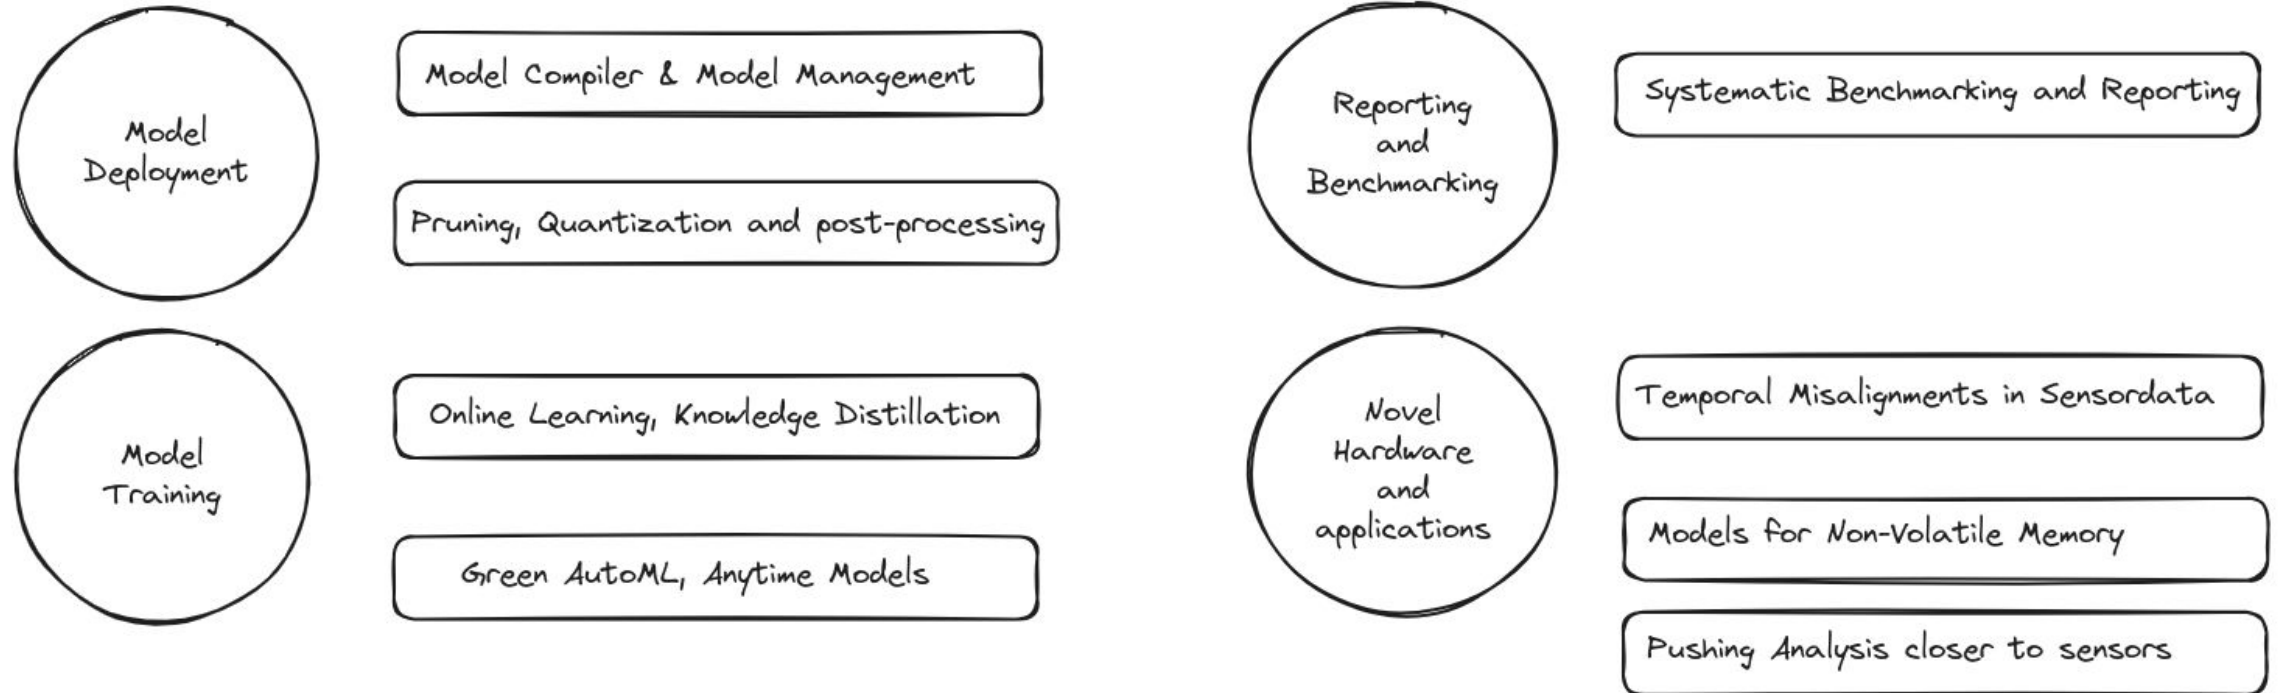 Model
Deployment
Model Compiler & Model Management
Pruning, Quantization and post-processing
Model
Training
Online Learning, Knowledge Distillation
Green AutoML, Anytime Models
Reporting
and
Benchmarking
Systematic Benchmarking and Reporting
Novel
Hardware
and
applications
Temporal Misalignments in Sensordata
Models for Non-Volatile Memory
Pushing Analysis closer to sensors